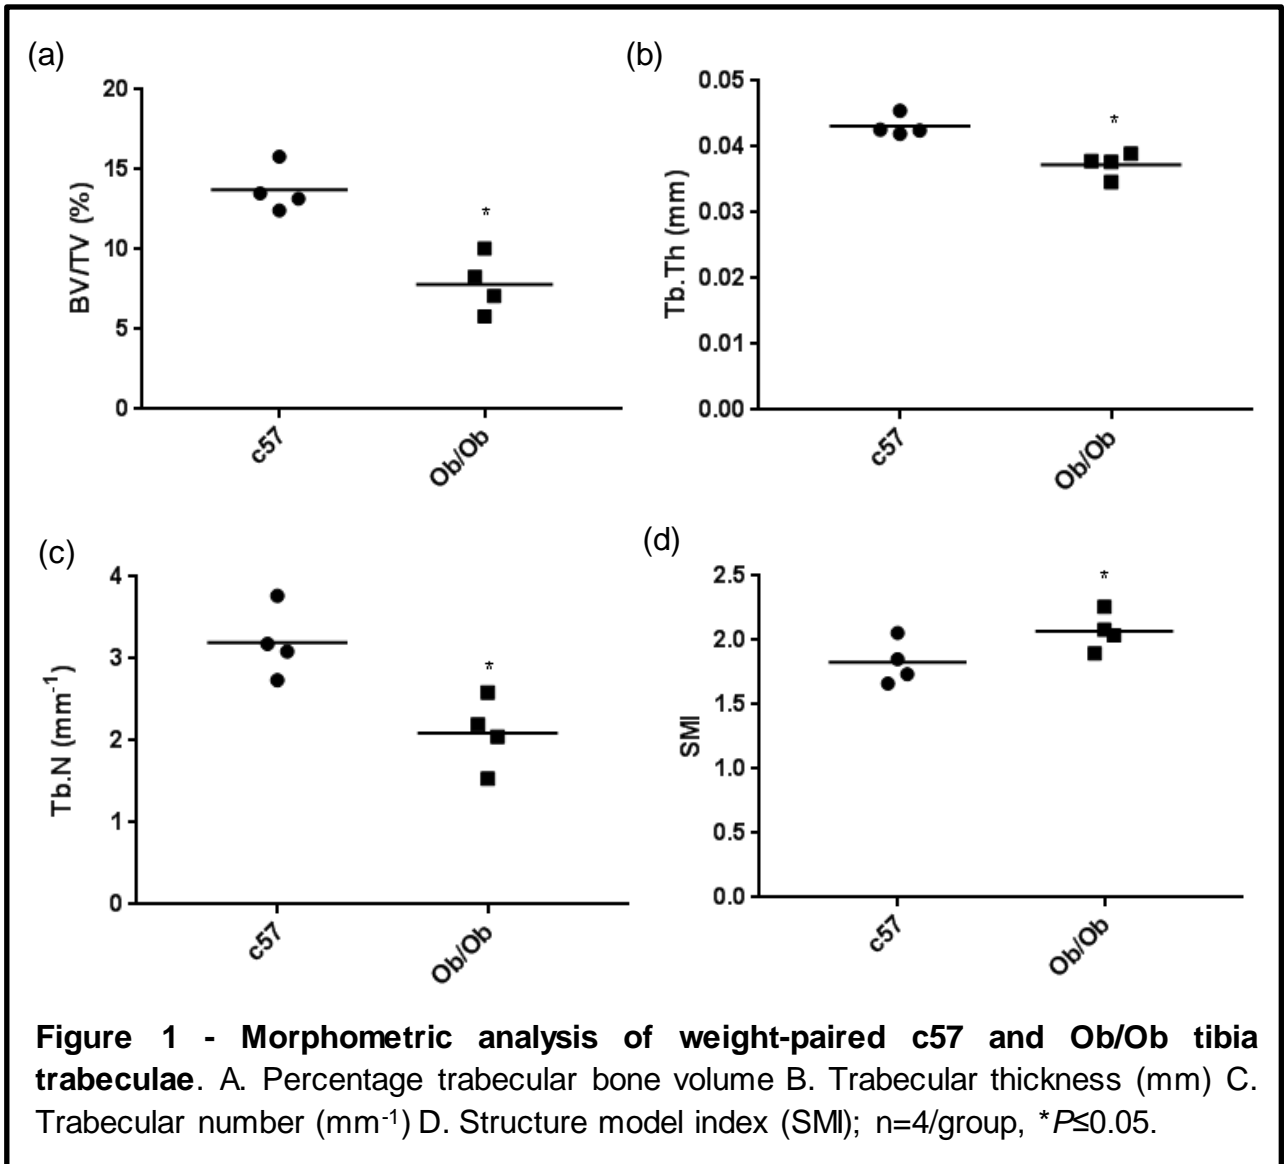 (a)
20
15
10
5
0
BV/TV (%)
*
c57
Ob/Ob
(b)
0.05
0.04
0.03
0.02
0.01
0.00
Tb.Th (mm)
*
c57
Ob/Ob
(c)
4
3
2
1
0
Tb.N (mm⁻¹)
*
c57
Ob/Ob
(d)
2.5
2.0
1.5
1.0
0.5
0.0
SMI
*
c57
Ob/Ob
Figure 1 - Morphometric analysis of weight-paired c57 and Ob/Ob tibia
trabeculae. A. Percentage trabecular bone volume B. Trabecular thickness (mm) C.
Trabecular number (mm⁻¹) D. Structure model index (SMI); n=4/group, *P≤0.05.